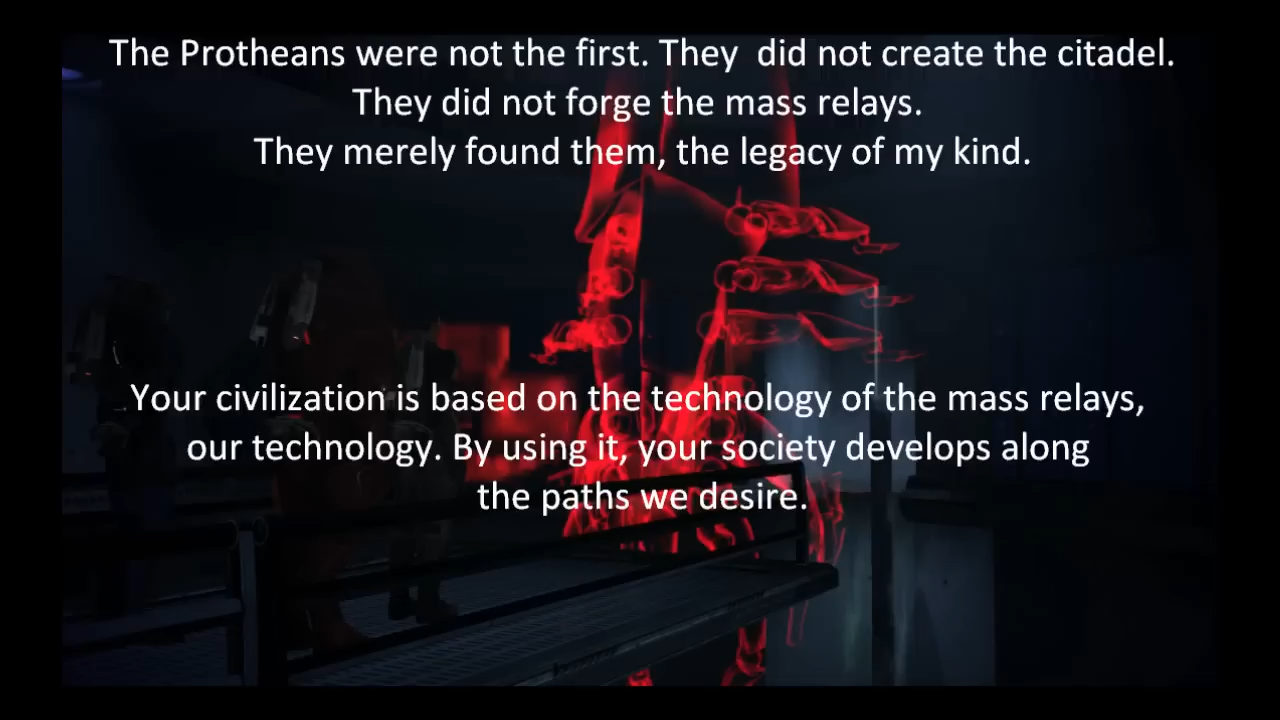 The Protheans were not the first. They  did not create the citadel.
They did not forge the mass relays.
They merely found them, the legacy of my kind.
Your civilization is based on the technology of the mass relays,
our technology. By using it, your society develops along
the paths we desire.